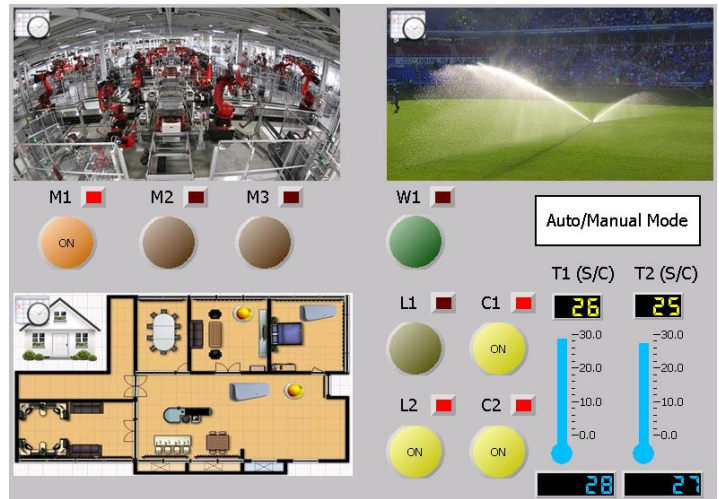 M1 M2 M3
ON
W1
Auto/Manual Mode
T1 (S/C) T2 (S/C)
26 25
L1 C1
ON
30.0 30.0
20.0 20.0
10.0 10.0
0.0 0.0
L2 C2
ON ON
28 27